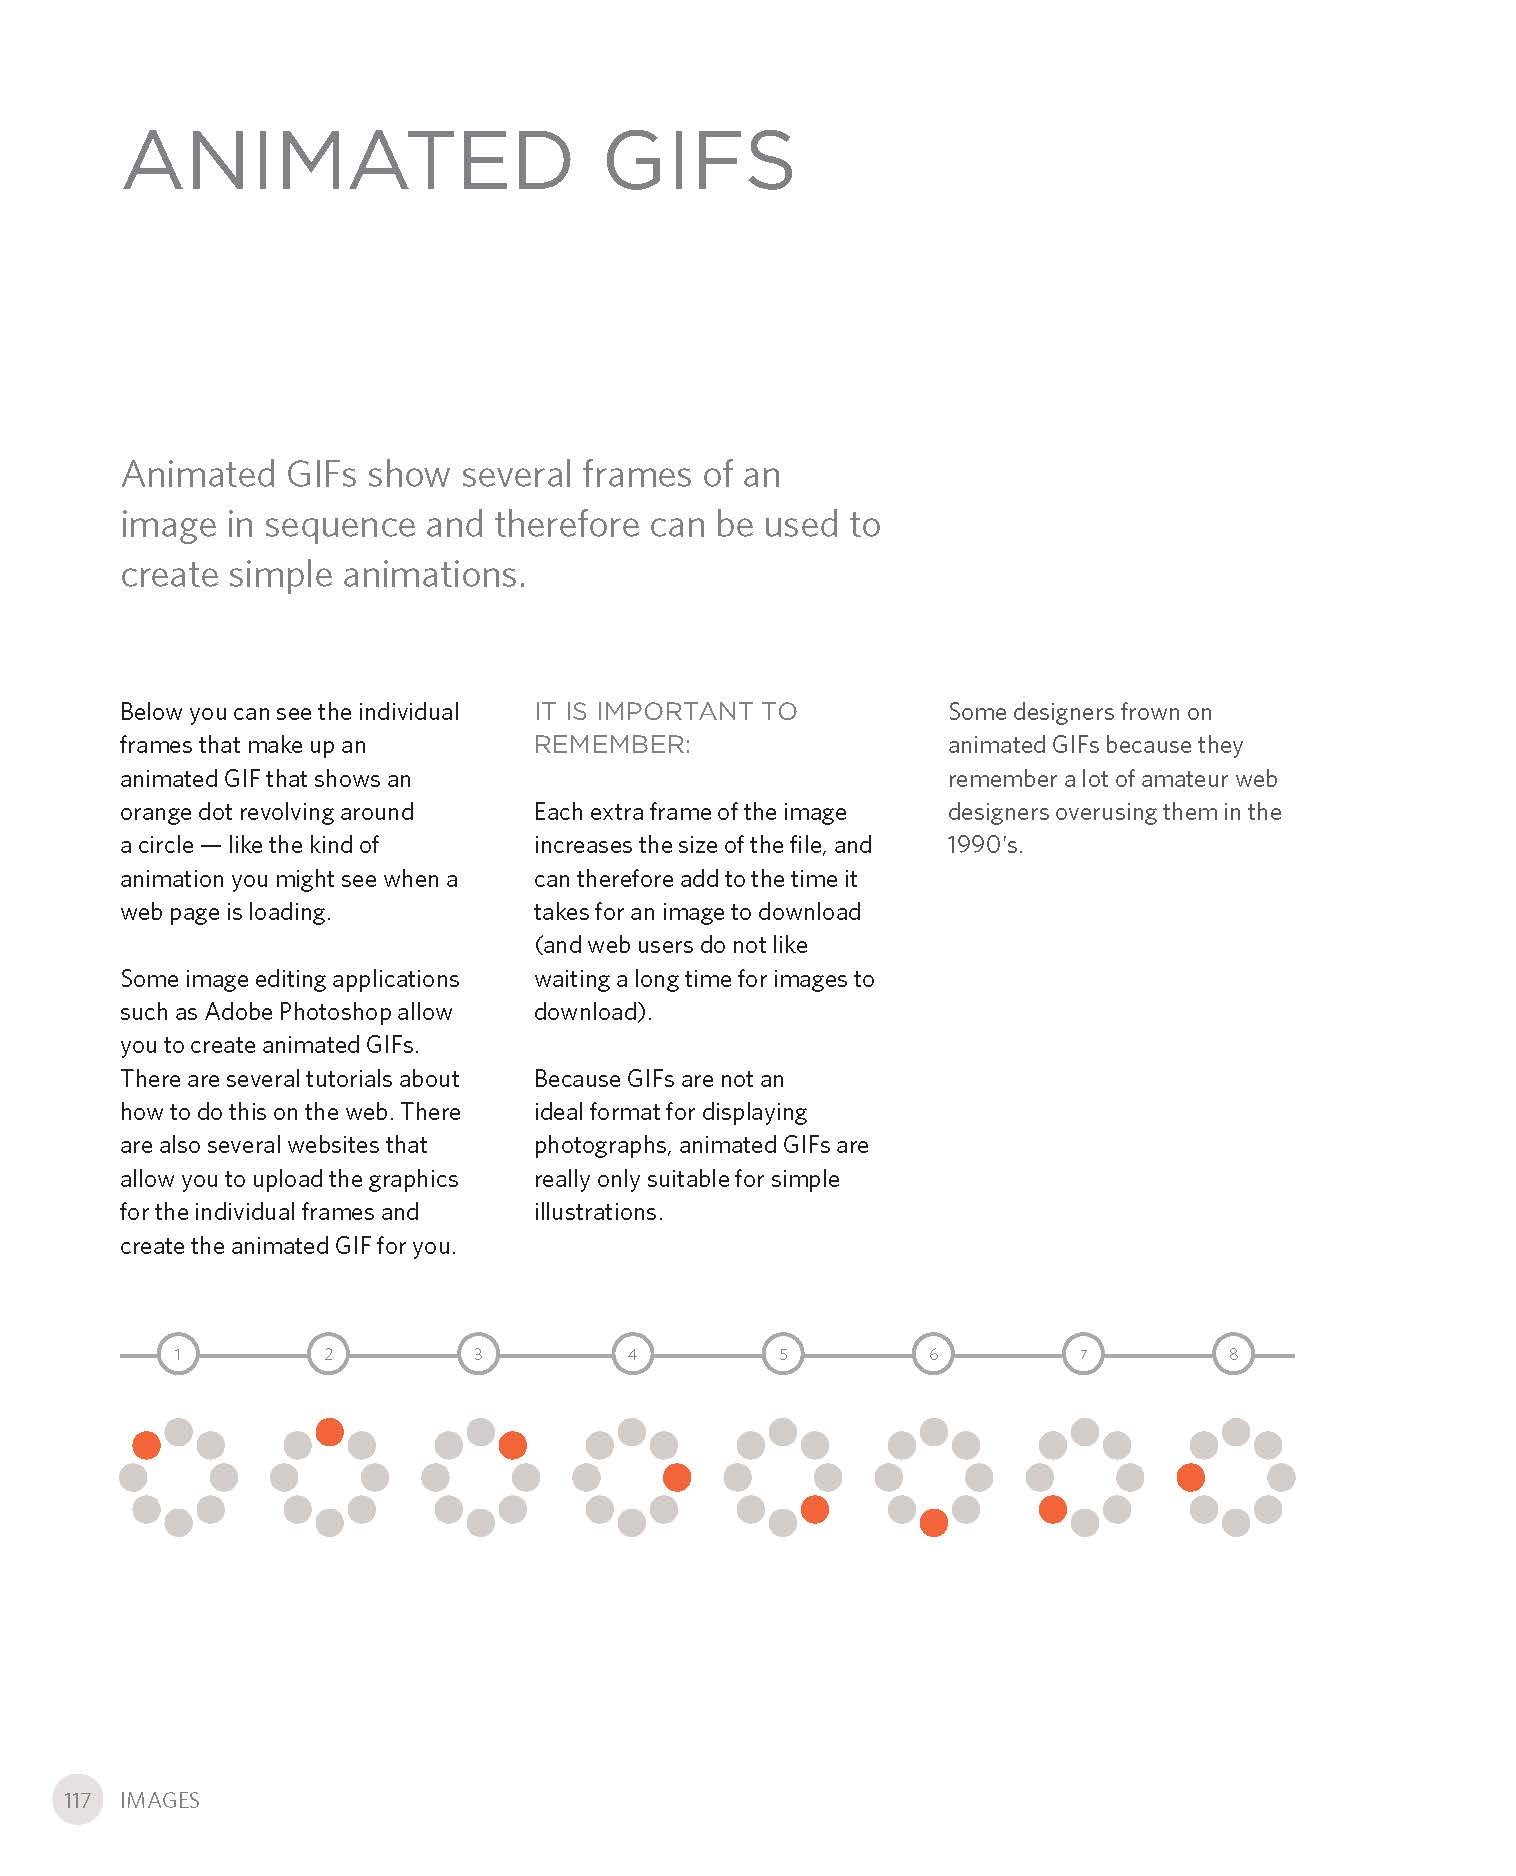 ANIMATED GIFS
Animated GIFs show several frames of an
image in sequence and therefore can be used to
create simple animations.
Below you can see the individual
frames that make up an
animated GIF that shows an
orange dot revolving around
a circle — like the kind of
animation you might see when a
web page is loading.
Some image editing applications
such as Adobe Photoshop allow
you to create animated GIFs.
There are several tutorials about
how to do this on the web. There
are also several websites that
allow you to upload the graphics
for the individual frames and
create the animated GIF for you.
IT IS IMPORTANT TO
REMEMBER:
Each extra frame of the image
increases the size of the file, and
can therefore add to the time it
takes for an image to download
(and web users do not like
waiting a long time for images to
download).
Because GIFs are not an
ideal format for displaying
photographs, animated GIFs are
really only suitable for simple
illustrations.
Some designers frown on
animated GIFs because they
remember a lot of amateur web
designers overusing them in the
1990's.
1 2 3 4 5 6 7 8
117 IMAGES